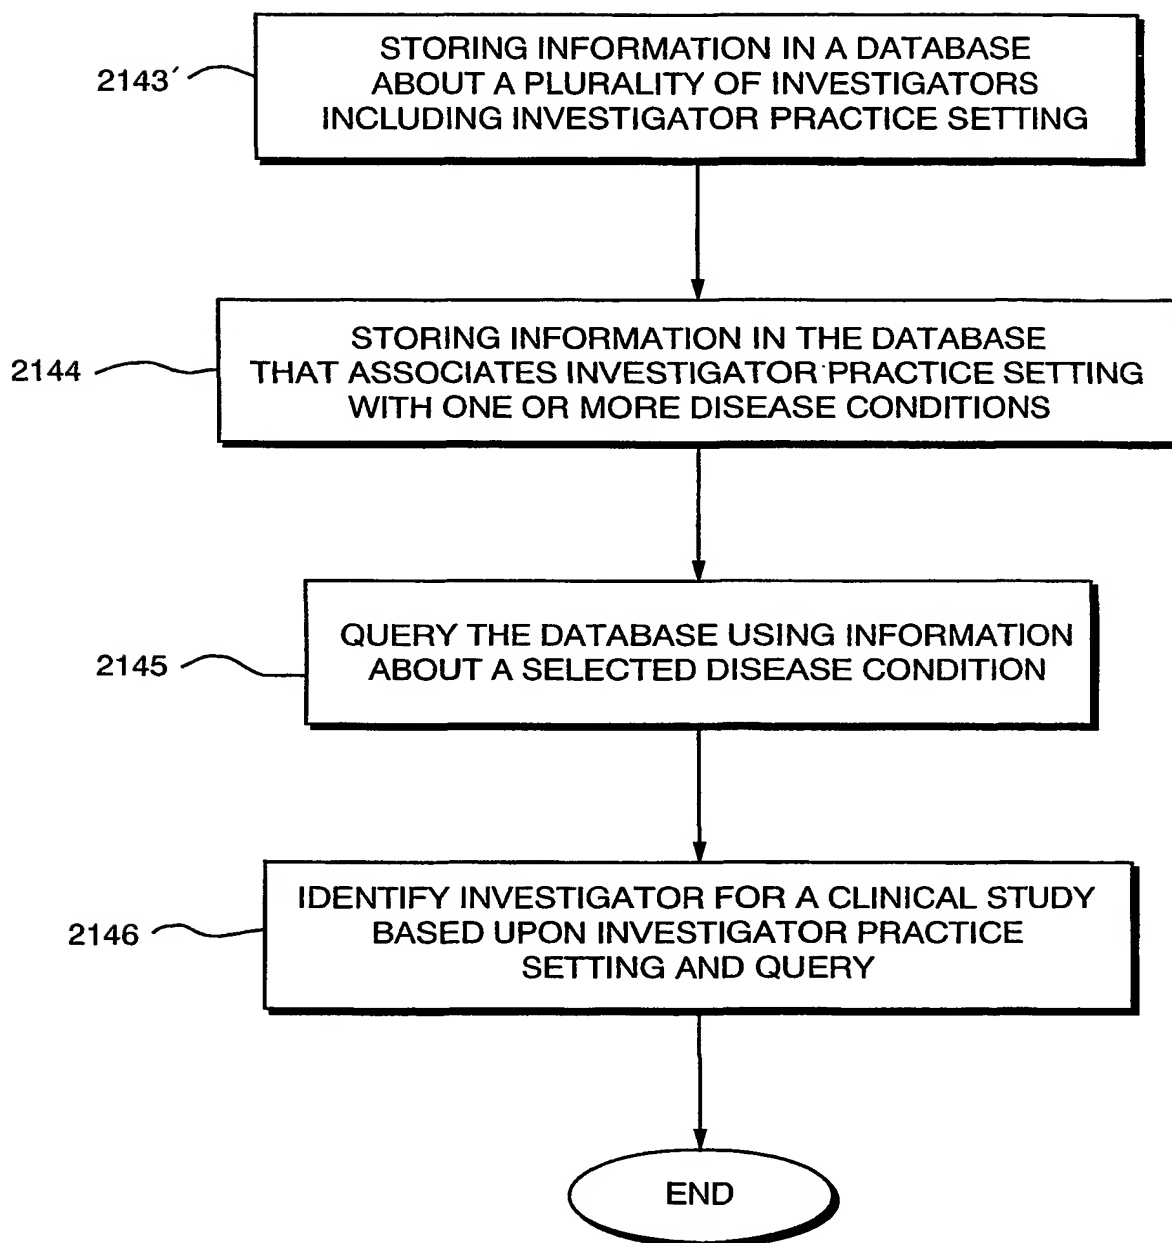 2143′
STORING INFORMATION IN A DATABASE
ABOUT A PLURALITY OF INVESTIGATORS
INCLUDING INVESTIGATOR PRACTICE SETTING
2144
STORING INFORMATION IN THE DATABASE
THAT ASSOCIATES INVESTIGATOR PRACTICE SETTING
WITH ONE OR MORE DISEASE CONDITIONS
2145
QUERY THE DATABASE USING INFORMATION
ABOUT A SELECTED DISEASE CONDITION
2146
IDENTIFY INVESTIGATOR FOR A CLINICAL STUDY
BASED UPON INVESTIGATOR PRACTICE
SETTING AND QUERY
END